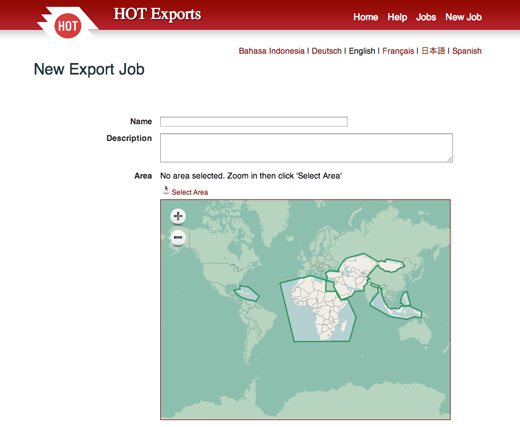 HOT
HOT Exports
Home Help Jobs New Job
Bahasa Indonesia I Deutsch I English I Français I 日本語 I Spanish
New Export Job
Name
Description
Area No area selected. Zoom in then click 'Select Area'
Select Area